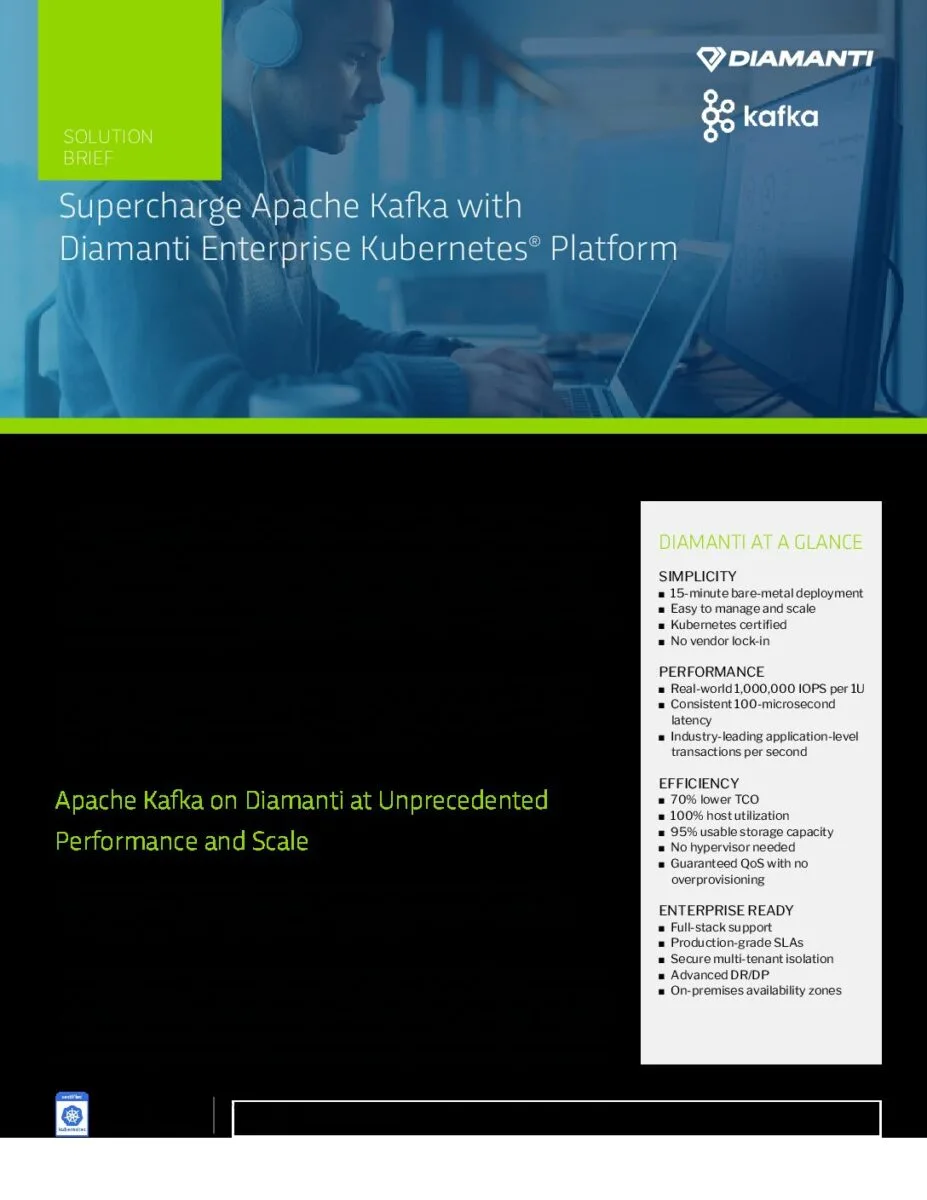 DIAMANTI
kafka
SOLUTION
BRIEF
Supercharge Apache Kafka with
Diamanti Enterprise Kubernetes® Platform
Apache Kafka on Diamanti at Unprecedented
Performance and Scale
DIAMANTI AT A GLANCE
SIMPLICITY
■ 15-minute bare-metal deployment
■ Easy to manage and scale
■ Kubernetes certified
■ No vendor lock-in
PERFORMANCE
■ Real-world 1,000,000 IOPS per 1U
■ Consistent 100-microsecond
latency
■ Industry-leading application-level
transactions per second
EFFICIENCY
■ 70% lower TCO
■ 100% host utilization
■ 95% usable storage capacity
■ No hypervisor needed
■ Guaranteed QoS with no
overprovisioning
ENTERPRISE READY
■ Full-stack support
■ Production-grade SLAs
■ Secure multi-tenant isolation
■ Advanced DR/DP
■ On-premises availability zones
certified
kubernetes